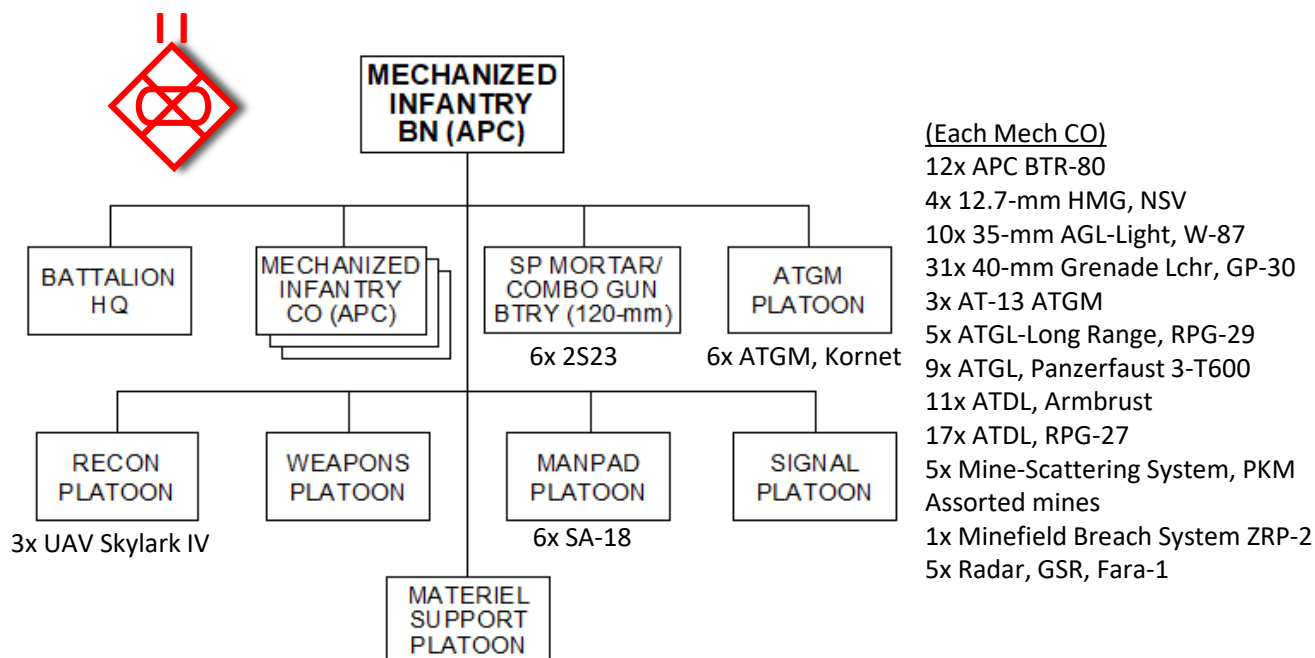 MECHANIZED
INFANTRY
BN (APC)
BATTALION
HQ
MECHANIZED
INFANTRY
CO (APC)
SP MORTAR/
COMBO GUN
BTRY (120-mm)
6x 2S23
ATGM
PLATOON
6x ATGM, Kornet
RECON
PLATOON
3x UAV Skylark IV
WEAPONS
PLATOON
MANPAD
PLATOON
6x SA-18
SIGNAL
PLATOON
MATERIEL
SUPPORT
PLATOON
(Each Mech CO)
12x APC BTR-80
4x 12.7-mm HMG, NSV
10x 35-mm AGL-Light, W-87
31x 40-mm Grenade Lchr, GP-30
3x AT-13 ATGM
5x ATGL-Long Range, RPG-29
9x ATGL, Panzerfaust 3-T600
11x ATDL, Armbrust
17x ATDL, RPG-27
5x Mine-Scattering System, PKM
Assorted mines
1x Minefield Breach System ZRP-2
5x Radar, GSR, Fara-1